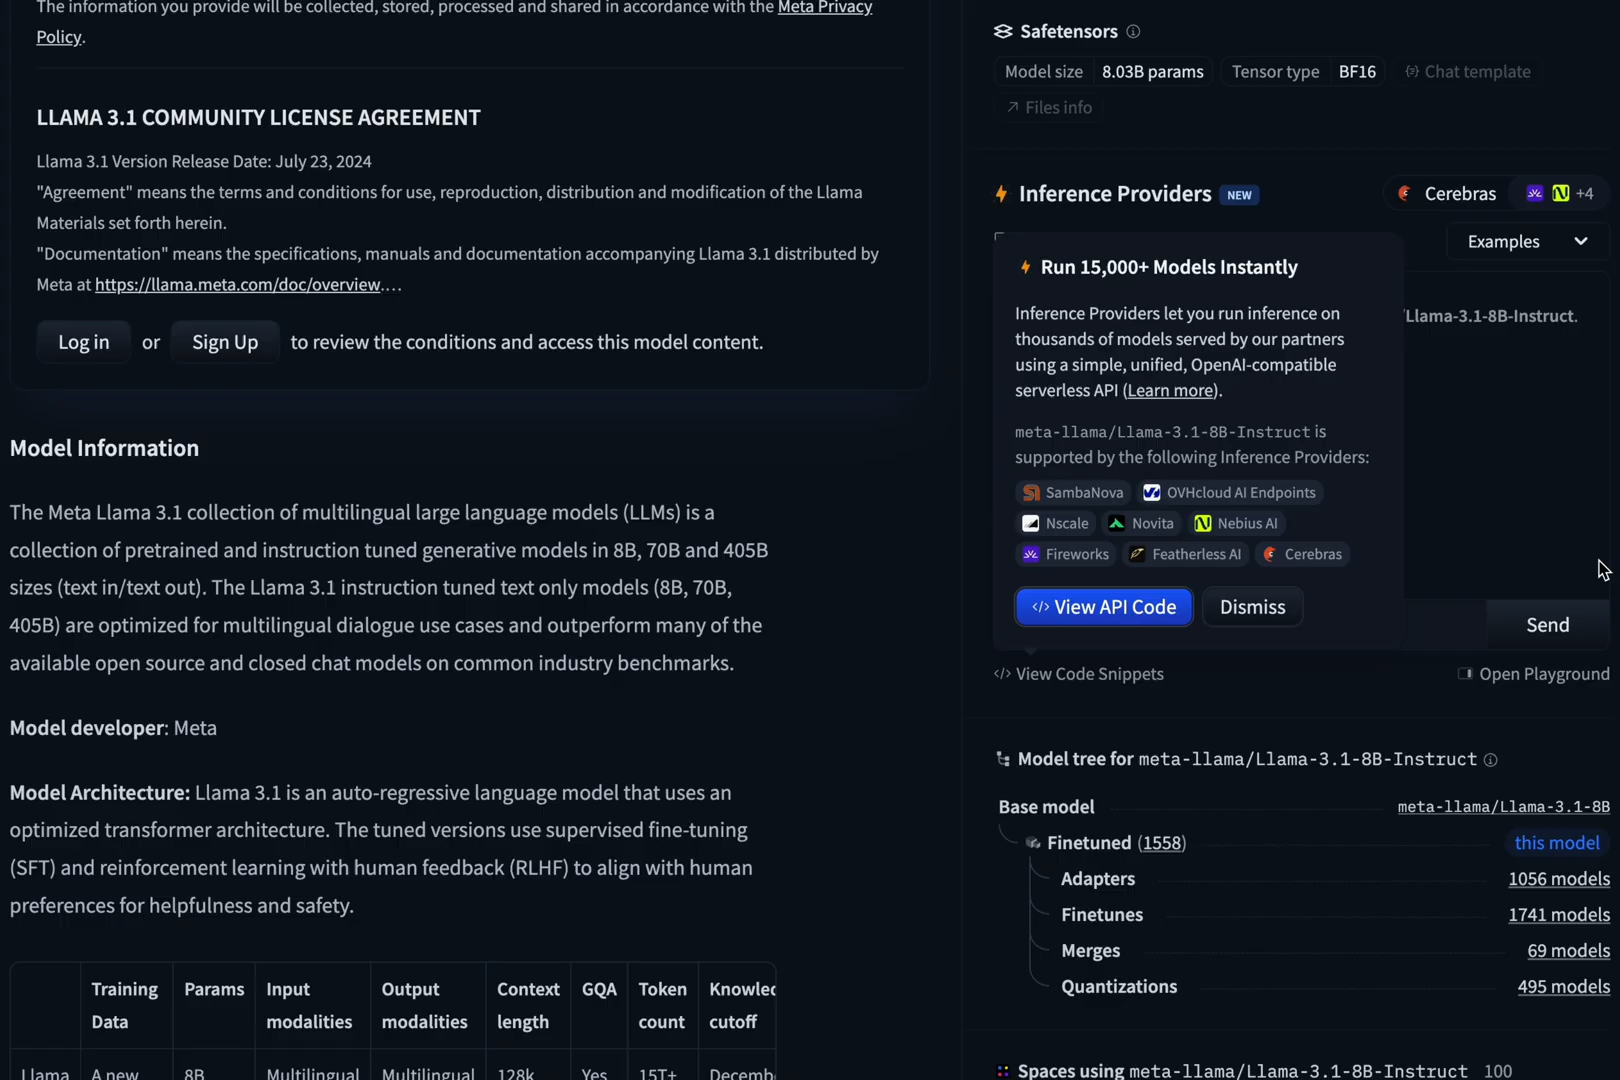 The information you provide will be collected, stored, processed and shared in accordance with the Meta Privacy
Policy.
LLAMA 3.1 COMMUNITY LICENSE AGREEMENT
Llama 3.1 Version Release Date: July 23, 2024
"Agreement" means the terms and conditions for use, reproduction, distribution and modification of the Llama
Materials set forth herein.
"Documentation" means the specifications, manuals and documentation accompanying Llama 3.1 distributed by
Meta at https://llama.meta.com/doc/overview.…
Log in or Sign Up to review the conditions and access this model content.
Model Information
The Meta Llama 3.1 collection of multilingual large language models (LLMs) is a
collection of pretrained and instruction tuned generative models in 8B, 70B and 405B
sizes (text in/text out). The Llama 3.1 instruction tuned text only models (8B, 70B,
405B) are optimized for multilingual dialogue use cases and outperform many of the
available open source and closed chat models on common industry benchmarks.
Model developer: Meta
Model Architecture: Llama 3.1 is an auto-regressive language model that uses an
optimized transformer architecture. The tuned versions use supervised fine-tuning
(SFT) and reinforcement learning with human feedback (RLHF) to align with human
preferences for helpfulness and safety.
Training Params Input Output Context GQA Token Knowled
Data modalities modalities length count cutoff
Llama A new 8B Multilingual Multilingual 128k Yes 15T+ Decembe
Safetensors
Model size 8.03B params Tensor type BF16 Chat template
Files info
Inference Providers NEW Cerebras +4
Examples
/Llama-3.1-8B-Instruct.
Run 15,000+ Models Instantly
Inference Providers let you run inference on
thousands of models served by our partners
using a simple, unified, OpenAI-compatible
serverless API (Learn more).
meta-llama/Llama-3.1-8B-Instruct is
supported by the following Inference Providers:
SambaNova OVHcloud AI Endpoints
Nscale Novita Nebius AI
Fireworks Featherless AI Cerebras
</> View API Code Dismiss
Send
</> View Code Snippets Open Playground
Model tree for meta-llama/Llama-3.1-8B-Instruct
Base model meta-llama/Llama-3.1-8B
Finetuned (1558) this model
Adapters 1056 models
Finetunes 1741 models
Merges 69 models
Quantizations 495 models
Spaces using meta-llama/Llama-3.1-8B-Instruct 100